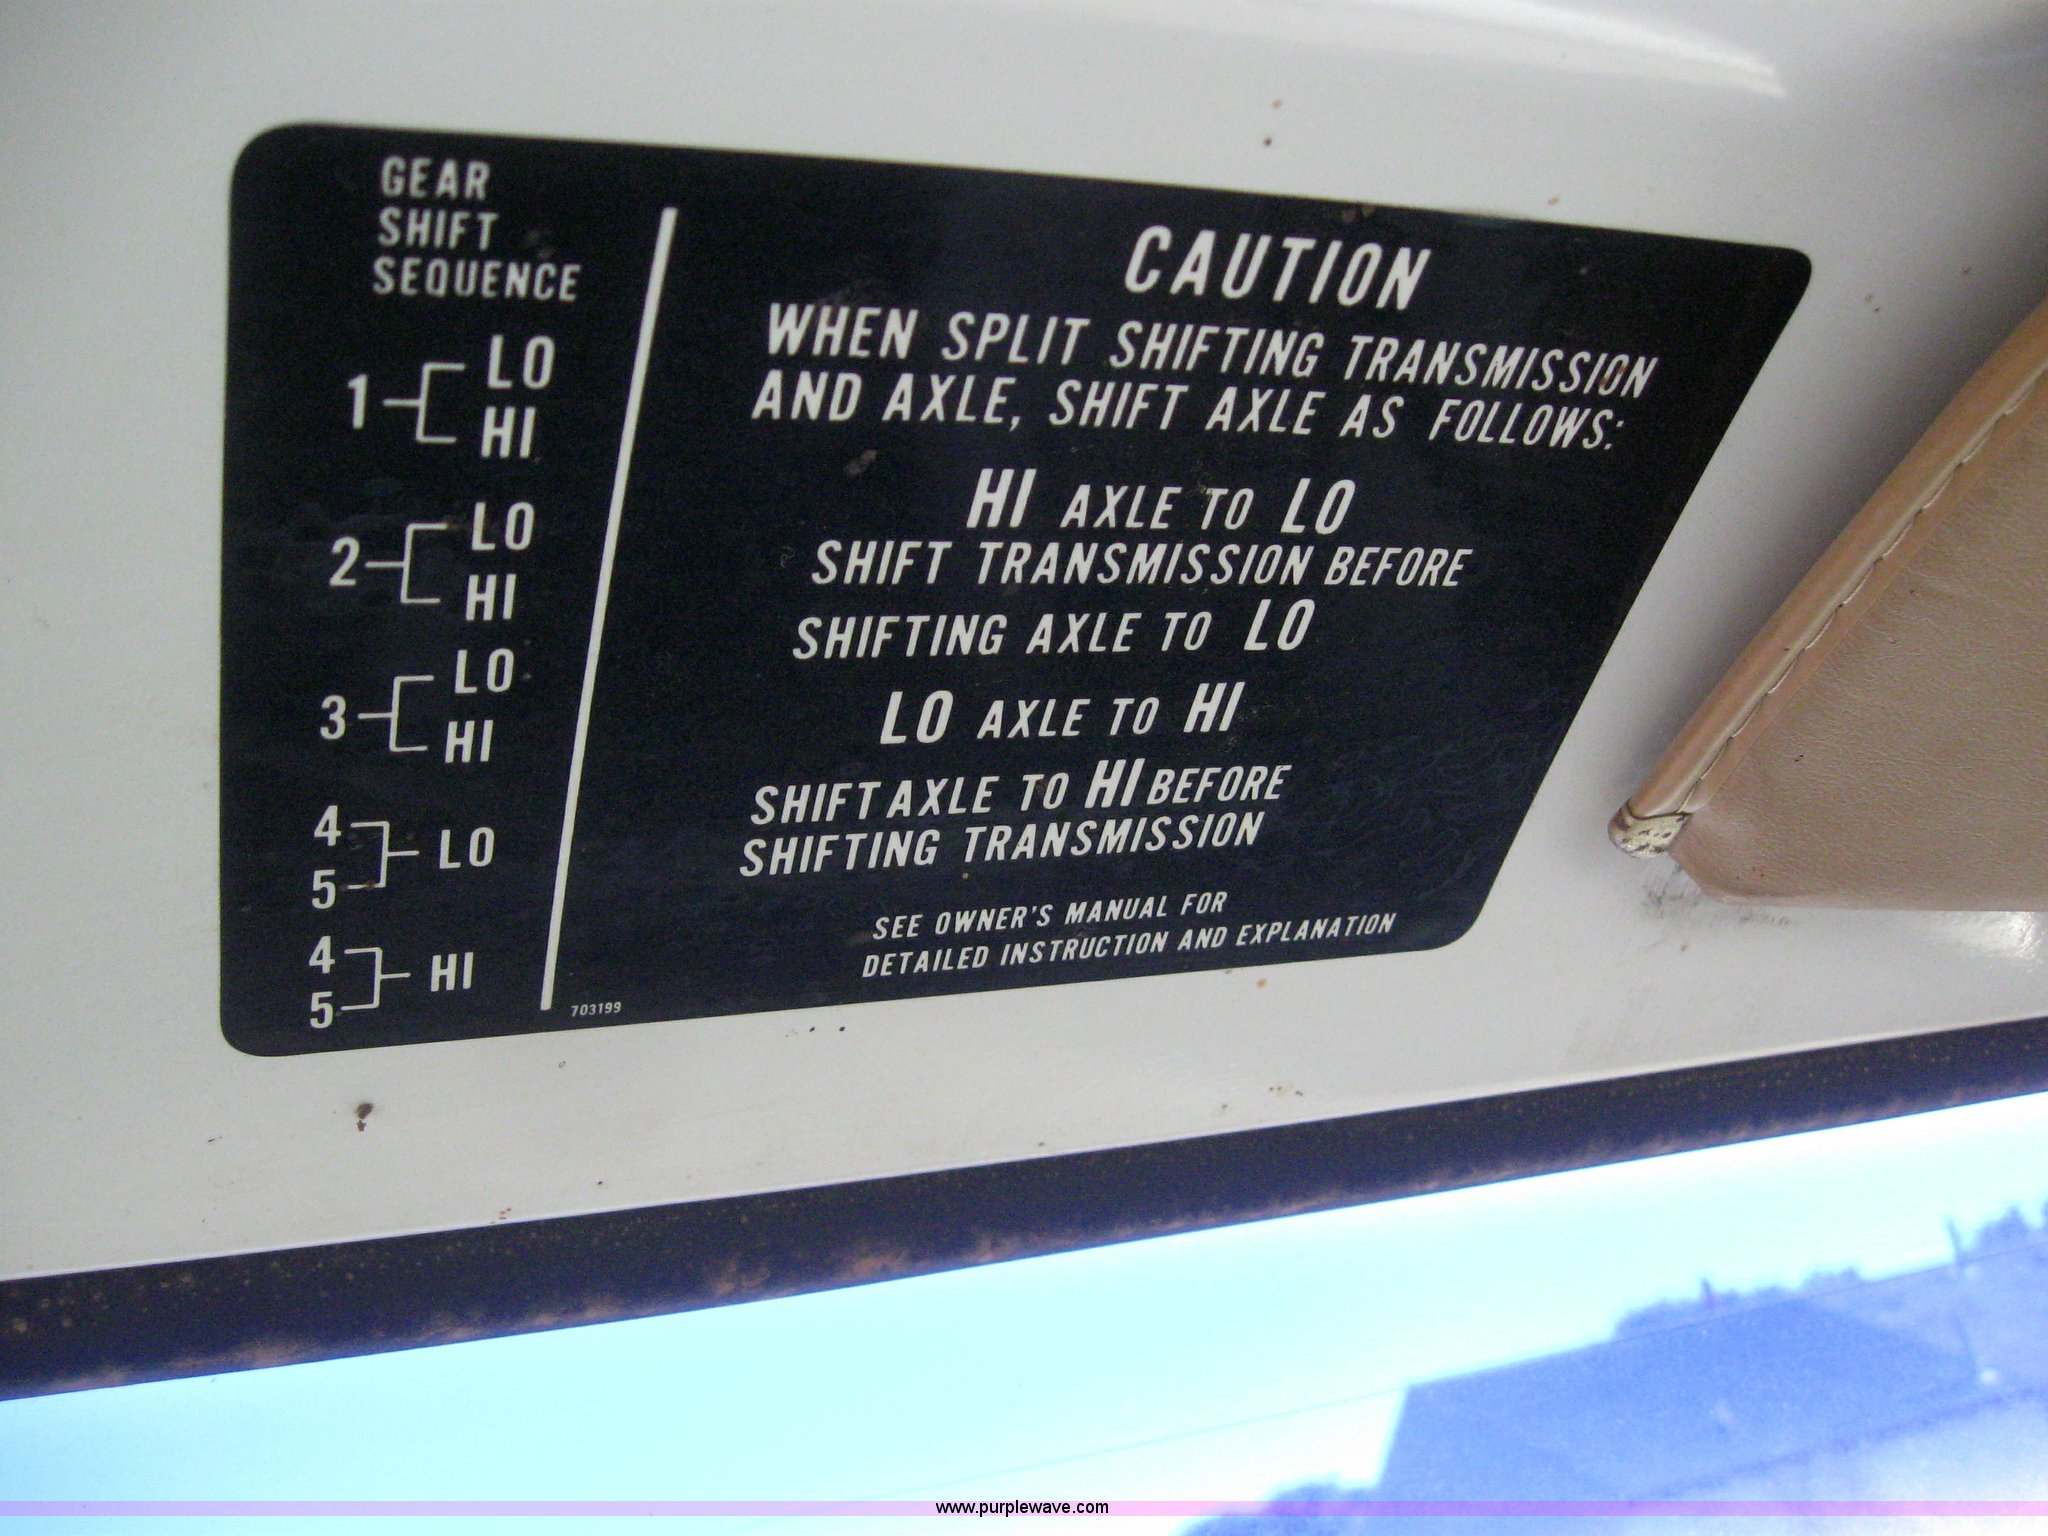 GEAR
SHIFT
SEQUENCE
1 LO
HI
2 LO
HI
3 LO
HI
4
5 LO
4
5 HI
CAUTION
WHEN SPLIT SHIFTING TRANSMISSION
AND AXLE, SHIFT AXLE AS FOLLOWS:
HI AXLE TO LO
SHIFT TRANSMISSION BEFORE
SHIFTING AXLE TO LO
LO AXLE TO HI
SHIFT AXLE TO HI BEFORE
SHIFTING TRANSMISSION
SEE OWNER'S MANUAL FOR
DETAILED INSTRUCTION AND EXPLANATION
703199
www.purplewave.com